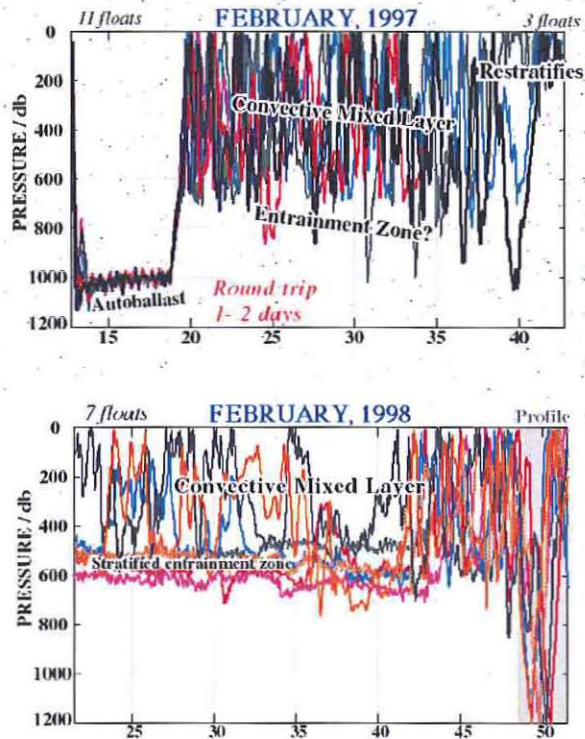 11 floats FEBRUARY, 1997 3 floats
0
200
400
600
800
1000
1200
PRESSURE / db
Restratifies
Convective Mixed Layer
Entrainment Zone?
Autoballast
Round trip
1- 2 days
15 20 25 30 35 40
7 floats FEBRUARY, 1998 Profile
0
200
400
600
800
1000
1200
PRESSURE / db
Convective Mixed Layer
Stratified entrainment zone
25 30 35 40 45 50